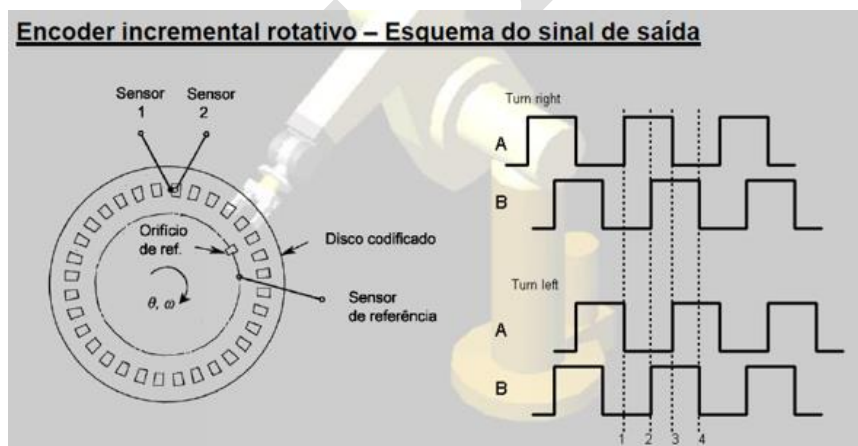 Encoder incremental rotativo – Esquema do sinal de saída
Sensor
1
Sensor
2
Orifício
de ref.
θ, ω
Disco codificado
Sensor
de referência
Turn right
A
B
Turn left
A
B
1 2 3 4